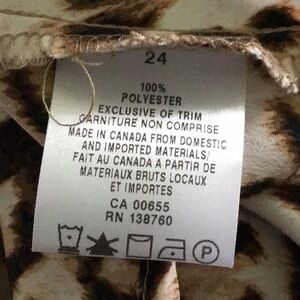 24
100%
POLYESTER
EXCLUSIVE OF TRIM
GARNITURE NON COMPRISE
MADE IN CANADA FROM DOMESTIC
AND IMPORTED MATERIALS/
FAIT AU CANADA A PARTIR DE
MATERIAUX BRUTS LOCAUX
ET IMPORTES
CA 00655
RN 138760
P